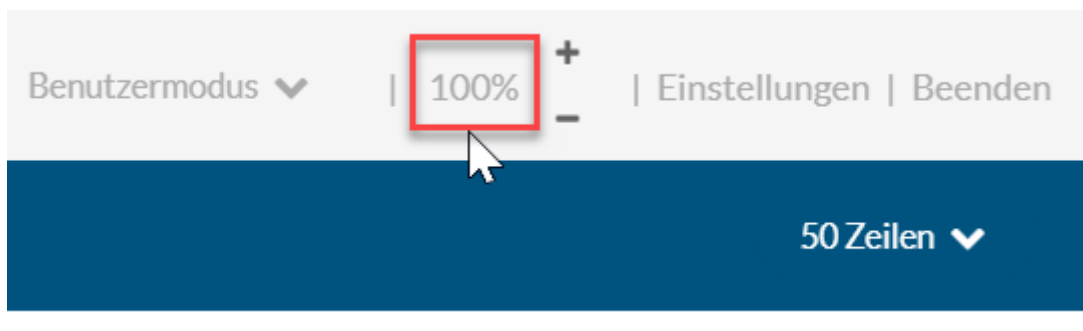 Benutzermodus | 100% + − | Einstellungen | Beenden
50 Zeilen